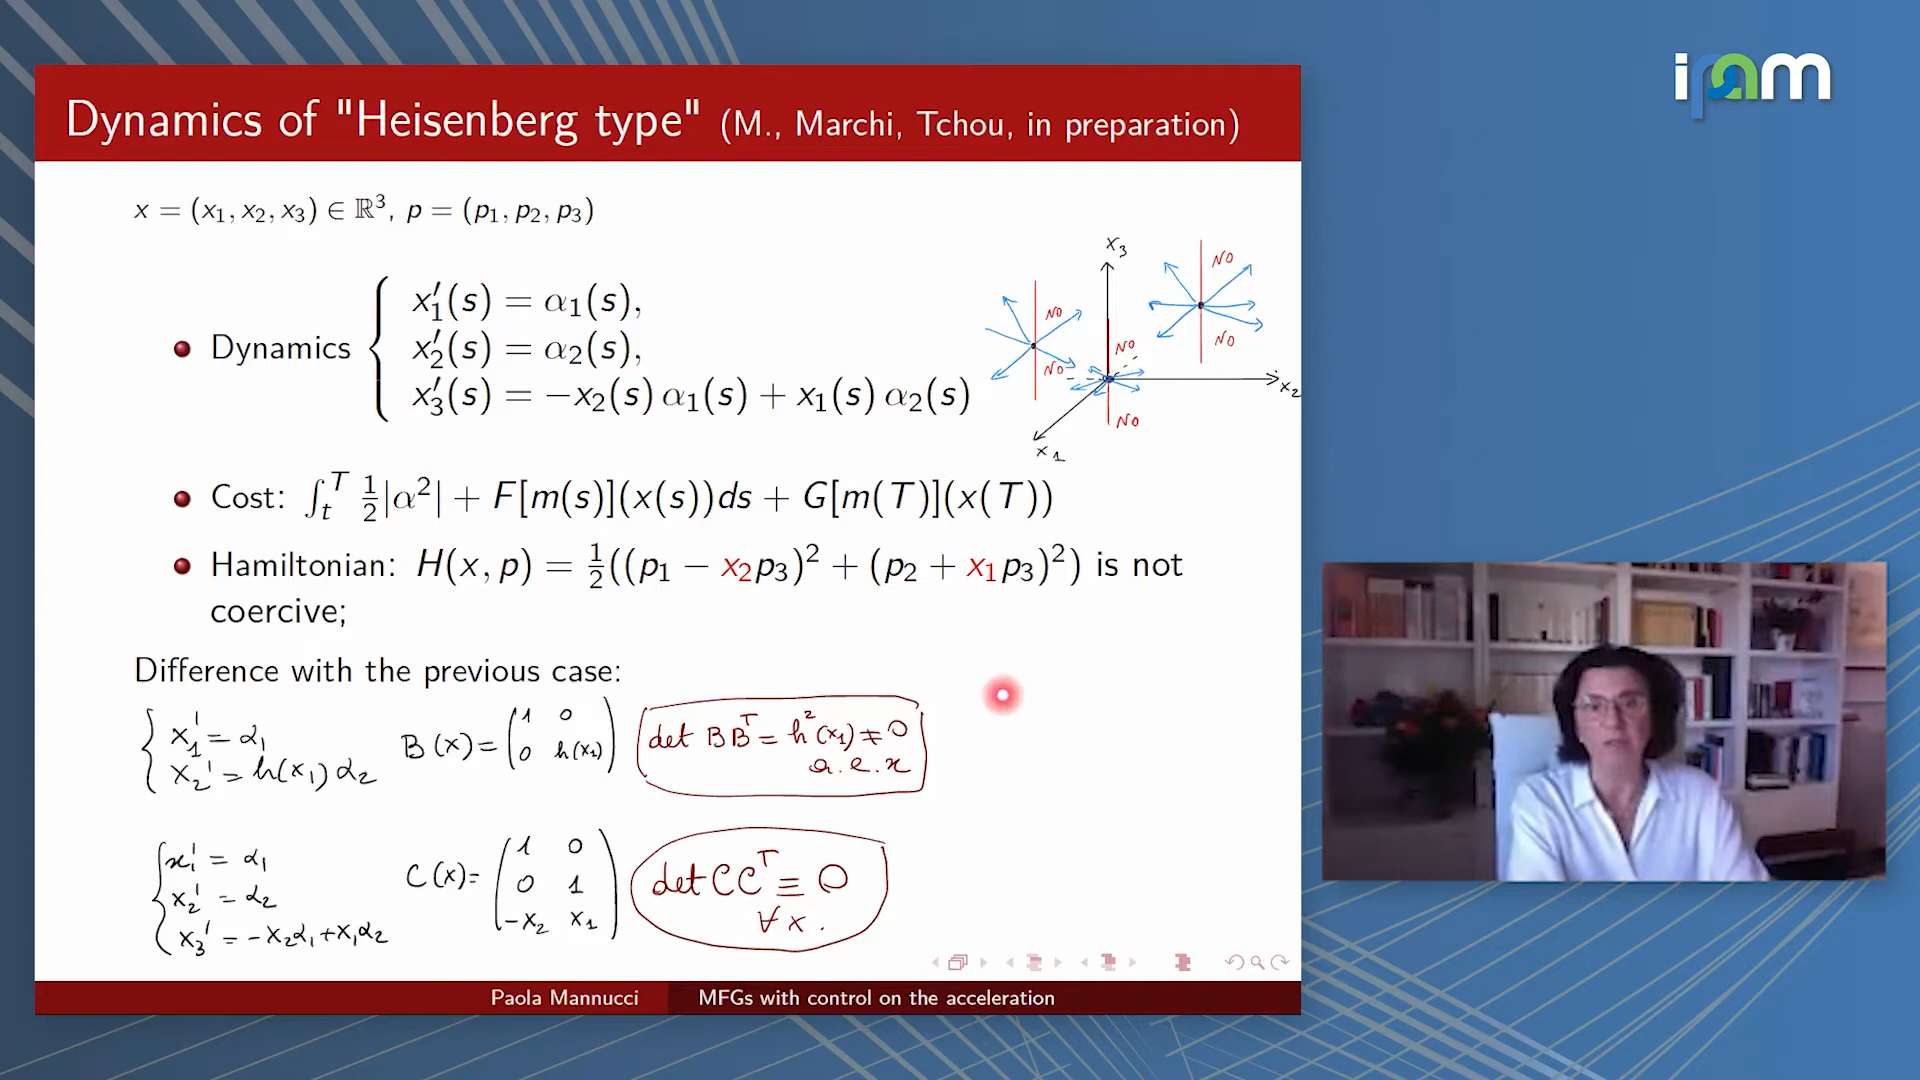 ipam
Dynamics of "Heisenberg type" (M., Marchi, Tchou, in preparation)
x = (x₁, x₂, x₃) ∈ ℝ³, p = (p₁, p₂, p₃)
Dynamics { x₁′(s) = α₁(s),
x₂′(s) = α₂(s),
x₃′(s) = −x₂(s) α₁(s) + x₁(s) α₂(s)
x₃
NO
NO
NO
NO
NO
NO
x₂
x₁
Cost: ∫ₜᵀ ½|α²| + F[m(s)](x(s))ds + G[m(T)](x(T))
Hamiltonian: H(x, p) = ½((p₁ − x₂p₃)² + (p₂ + x₁p₃)²) is not
coercive;
Difference with the previous case:
{ x₁′ = α₁
x₂′ = h(x₁) α₂
B(x) = (1 0
0 h(x₁))
det BBᵀ = h²(x₁) ≠ 0
a.e. x
{ x₁′ = α₁
x₂′ = α₂
x₃′ = −x₂α₁ + x₁α₂
C(x) = (1 0
0 1
−x₂ x₁)
det CCᵀ ≡ 0
∀ x.
Paola Mannucci MFGs with control on the acceleration